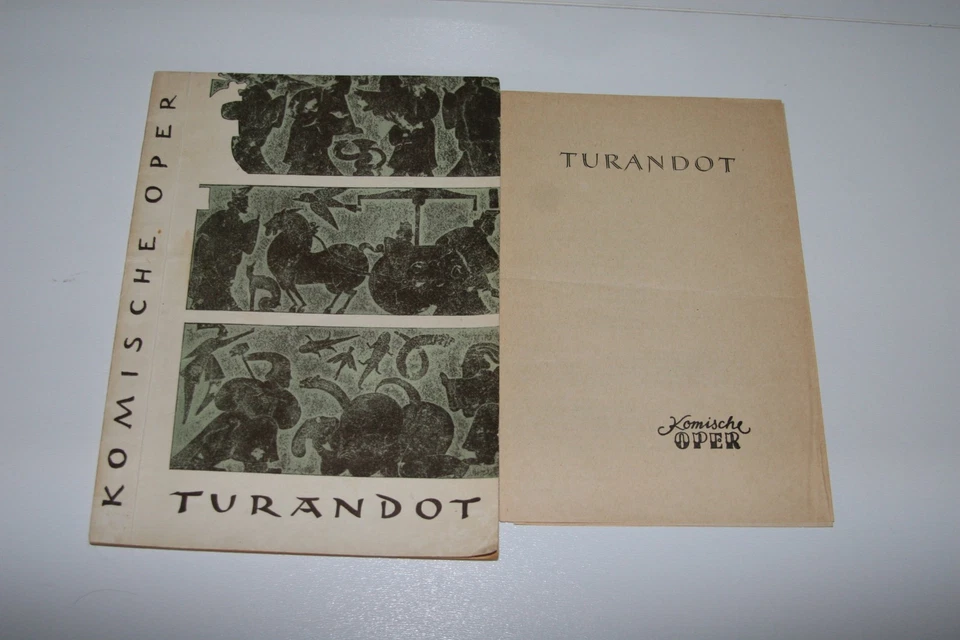 KOMISCHE OPER
TURANDOT
TURANDOT
Komische
OPER